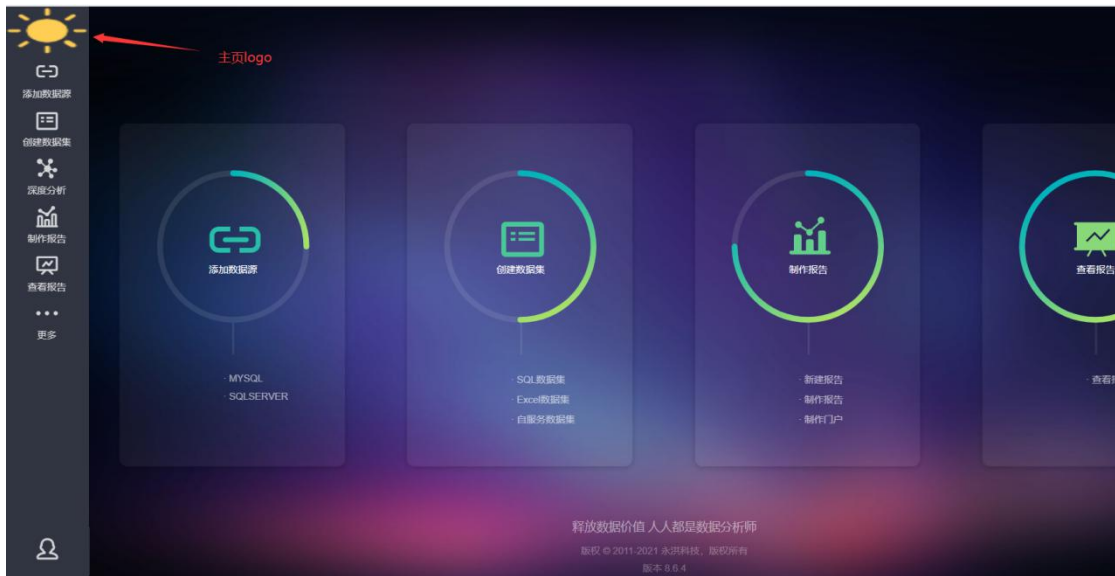 主页logo
添加数据源
创建数据集
深度分析
制作报告
查看报告
更多
添加数据源
· MYSQL
· SQLSERVER
创建数据集
· SQL数据集
· Excel数据集
· 自服务数据集
制作报告
· 新建报告
· 制作报告
· 制作门户
查看报告
· 查看
释放数据价值 人人都是数据分析师
版权 © 2011-2021 永洪科技，版权所有
版本 8.6.4